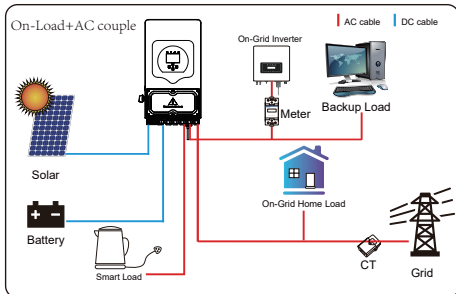 On-Load+AC couple
AC cable
DC cable
On-Grid Inverter
Meter
Backup Load
Solar
On-Grid Home Load
Battery
Smart Load
CT
Grid